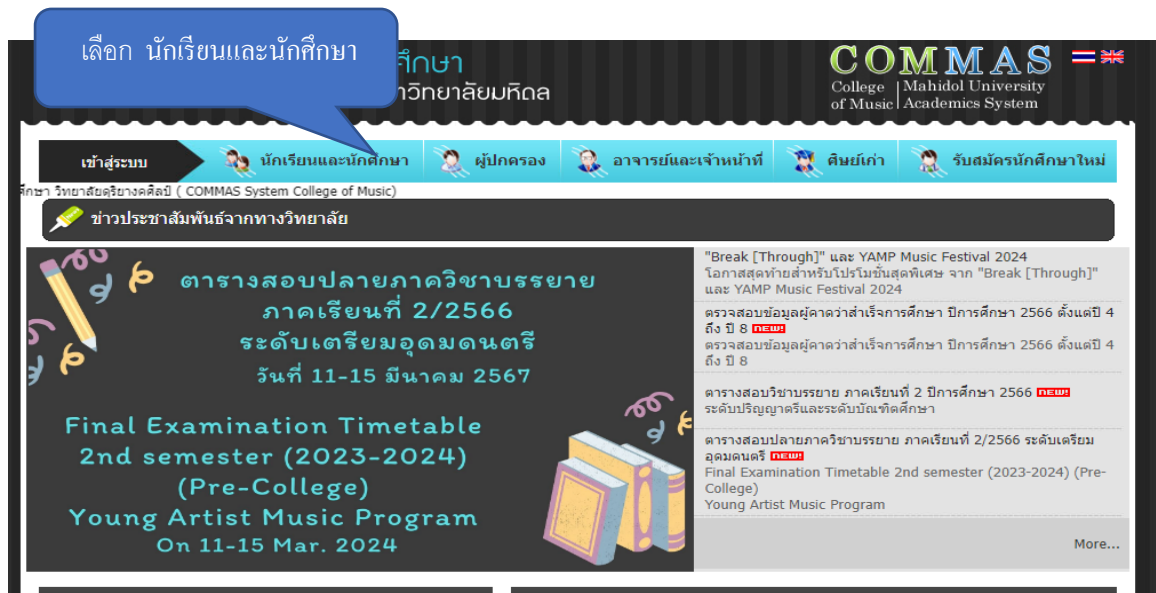 เลือก นักเรียนและนักศึกษา
ศึกษา
าวิทยาลัยมหิดล
COMMAS
College of Music
Mahidol University Academics System
เข้าสู่ระบบ
นักเรียนและนักศึกษา
ผู้ปกครอง
อาจารย์และเจ้าหน้าที่
ศิษย์เก่า
รับสมัครนักศึกษาใหม่
ศึกษา วิทยาลัยดุริยางคศิลป์ ( COMMAS System College of Music)
ข่าวประชาสัมพันธ์จากทางวิทยาลัย
ตารางสอบปลายภาควิชาบรรยาย
ภาคเรียนที่ 2/2566
ระดับเตรียมอุดมดนตรี
วันที่ 11-15 มีนาคม 2567
Final Examination Timetable
2nd semester (2023-2024)
(Pre-College)
Young Artist Music Program
On 11-15 Mar. 2024
"Break [Through]" และ YAMP Music Festival 2024
โอกาสสุดท้ายสำหรับโปรโมชั้นสุดพิเศษ จาก "Break [Through]"
และ YAMP Music Festival 2024
ตรวจสอบข้อมูลผู้คาดว่าสำเร็จการศึกษา ปีการศึกษา 2566 ตั้งแต่ปี 4
ถึง ปี 8 new!
ตรวจสอบข้อมูลผู้คาดว่าสำเร็จการศึกษา ปีการศึกษา 2566 ตั้งแต่ปี 4
ถึง ปี 8
ตารางสอบวิชาบรรยาย ภาคเรียนที่ 2 ปีการศึกษา 2566 new!
ระดับปริญญาตรีและระดับบัณฑิตศึกษา
ตารางสอบปลายภาควิชาบรรยาย ภาคเรียนที่ 2/2566 ระดับเตรียม
อุดมดนตรี new!
Final Examination Timetable 2nd semester (2023-2024) (Pre-
College)
Young Artist Music Program
More...